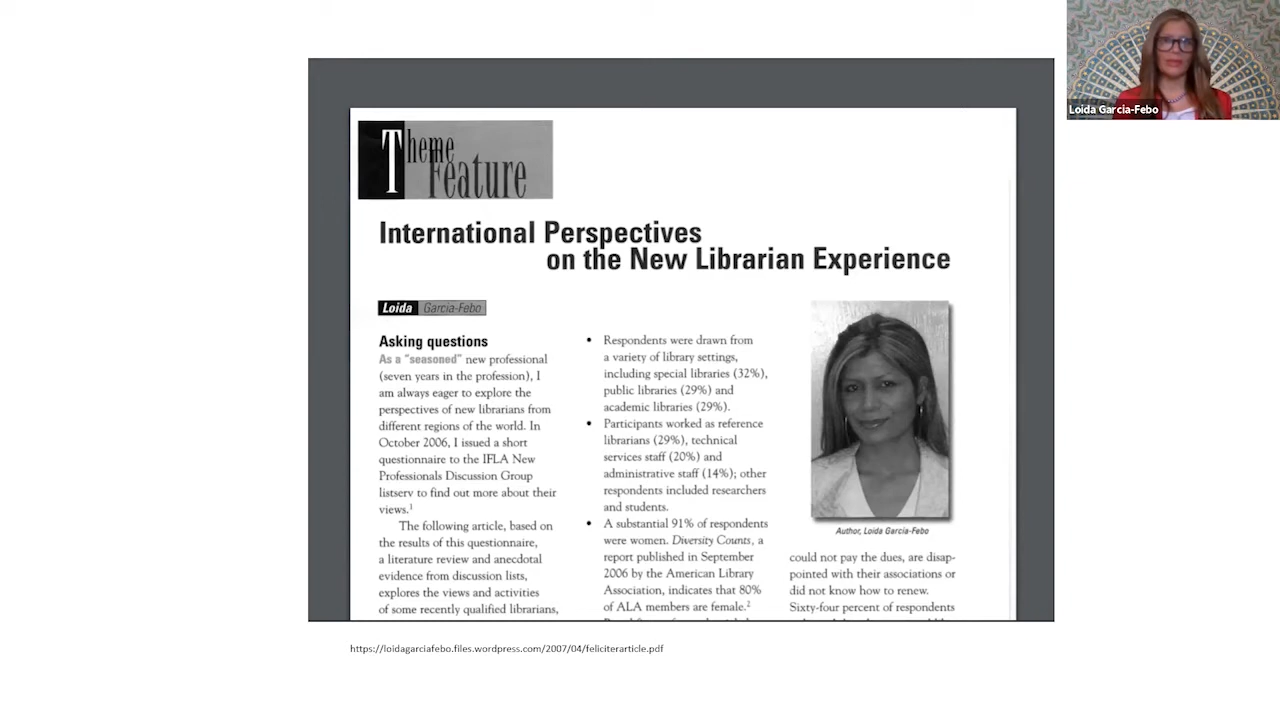 Loida Garcia-Febo
Theme
Feature
International Perspectives
on the New Librarian Experience
Loida Garcia-Febo
Asking questions
As a "seasoned" new professional
(seven years in the profession), I
am always eager to explore the
perspectives of new librarians from
different regions of the world. In
October 2006, I issued a short
questionnaire to the IFLA New
Professionals Discussion Group
listserv to find out more about their
views.1
The following article, based on
the results of this questionnaire,
a literature review and anecdotal
evidence from discussion lists,
explores the views and activities
of some recently qualified librarians,
• Respondents were drawn from
a variety of library settings,
including special libraries (32%),
public libraries (29%) and
academic libraries (29%).
• Participants worked as reference
librarians (29%), technical
services staff (20%) and
administrative staff (14%); other
respondents included researchers
and students.
• A substantial 91% of respondents
were women. Diversity Counts, a
report published in September
2006 by the American Library
Association, indicates that 80%
of ALA members are female.2
Author, Loida Garcia-Febo
could not pay the dues, are disap-
pointed with their associations or
did not know how to renew.
Sixty-four percent of respondents
https://loidagarciafebo.files.wordpress.com/2007/04/feliciterarticle.pdf